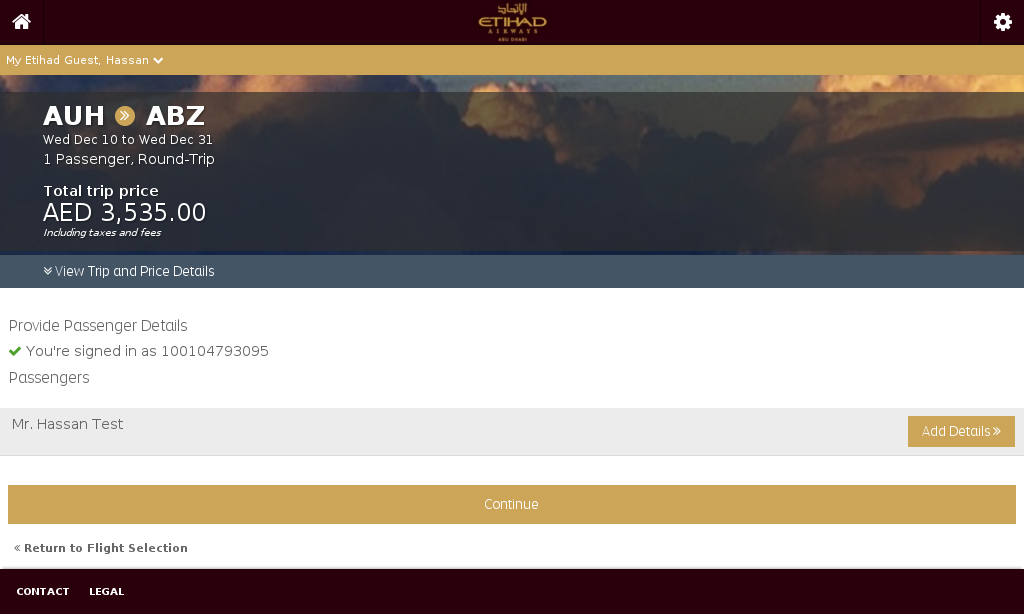 الإتحاد
ETIHAD
AIRWAYS
ABU DHABI
My Etihad Guest, Hassan
AUH ABZ
Wed Dec 10 to Wed Dec 31
1 Passenger, Round-Trip
Total trip price
AED 3,535.00
Including taxes and fees
View Trip and Price Details
Provide Passenger Details
You're signed in as 100104793095
Passengers
Mr. Hassan Test
Add Details
Continue
Return to Flight Selection
CONTACT LEGAL